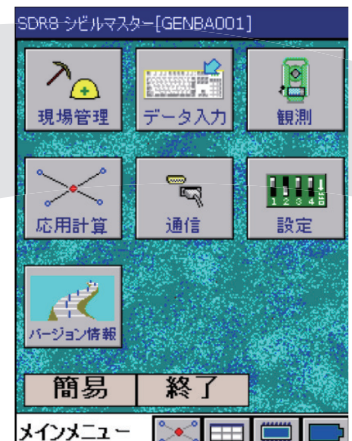 SDR8 シビルマスター[GENBA001]
現場管理
データ入力
観測
応用計算
通信
設定
バージョン情報
簡易
終了
メインメニュー